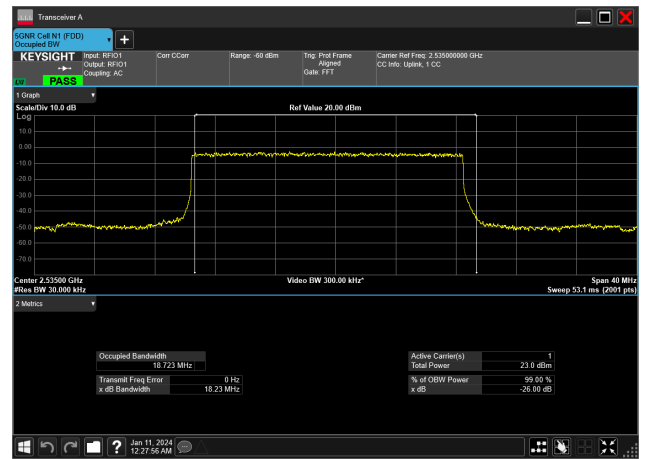 Transceiver A
5GNR Cell N1 (FDD)
Occupied BW
KEYSIGHT
LXI
PASS
Input: RFIO1
Output: RFIO1
Coupling: AC
Corr CCorr
Range: -60 dBm
Trig: Prot Frame
Aligned
Gate: FFT
Carrier Ref Freq: 2.535000000 GHz
CC Info: Uplink, 1 CC
1 Graph
Scale/Div 10.0 dB
Ref Value 20.00 dBm
Log
10.0
0.00
-10.0
-20.0
-30.0
-40.0
-50.0
-60.0
-70.0
Center 2.53500 GHz
Video BW 300.00 kHz*
Span 40 MHz
#Res BW 30.000 kHz
Sweep 53.1 ms (2001 pts)
2 Metrics
Occupied Bandwidth
18.723 MHz
Transmit Freq Error 0 Hz
x dB Bandwidth 18.23 MHz
Active Carrier(s) 1
Total Power 23.0 dBm
% of OBW Power 99.00 %
x dB -26.00 dB
Jan 11, 2024
12:27:56 AM